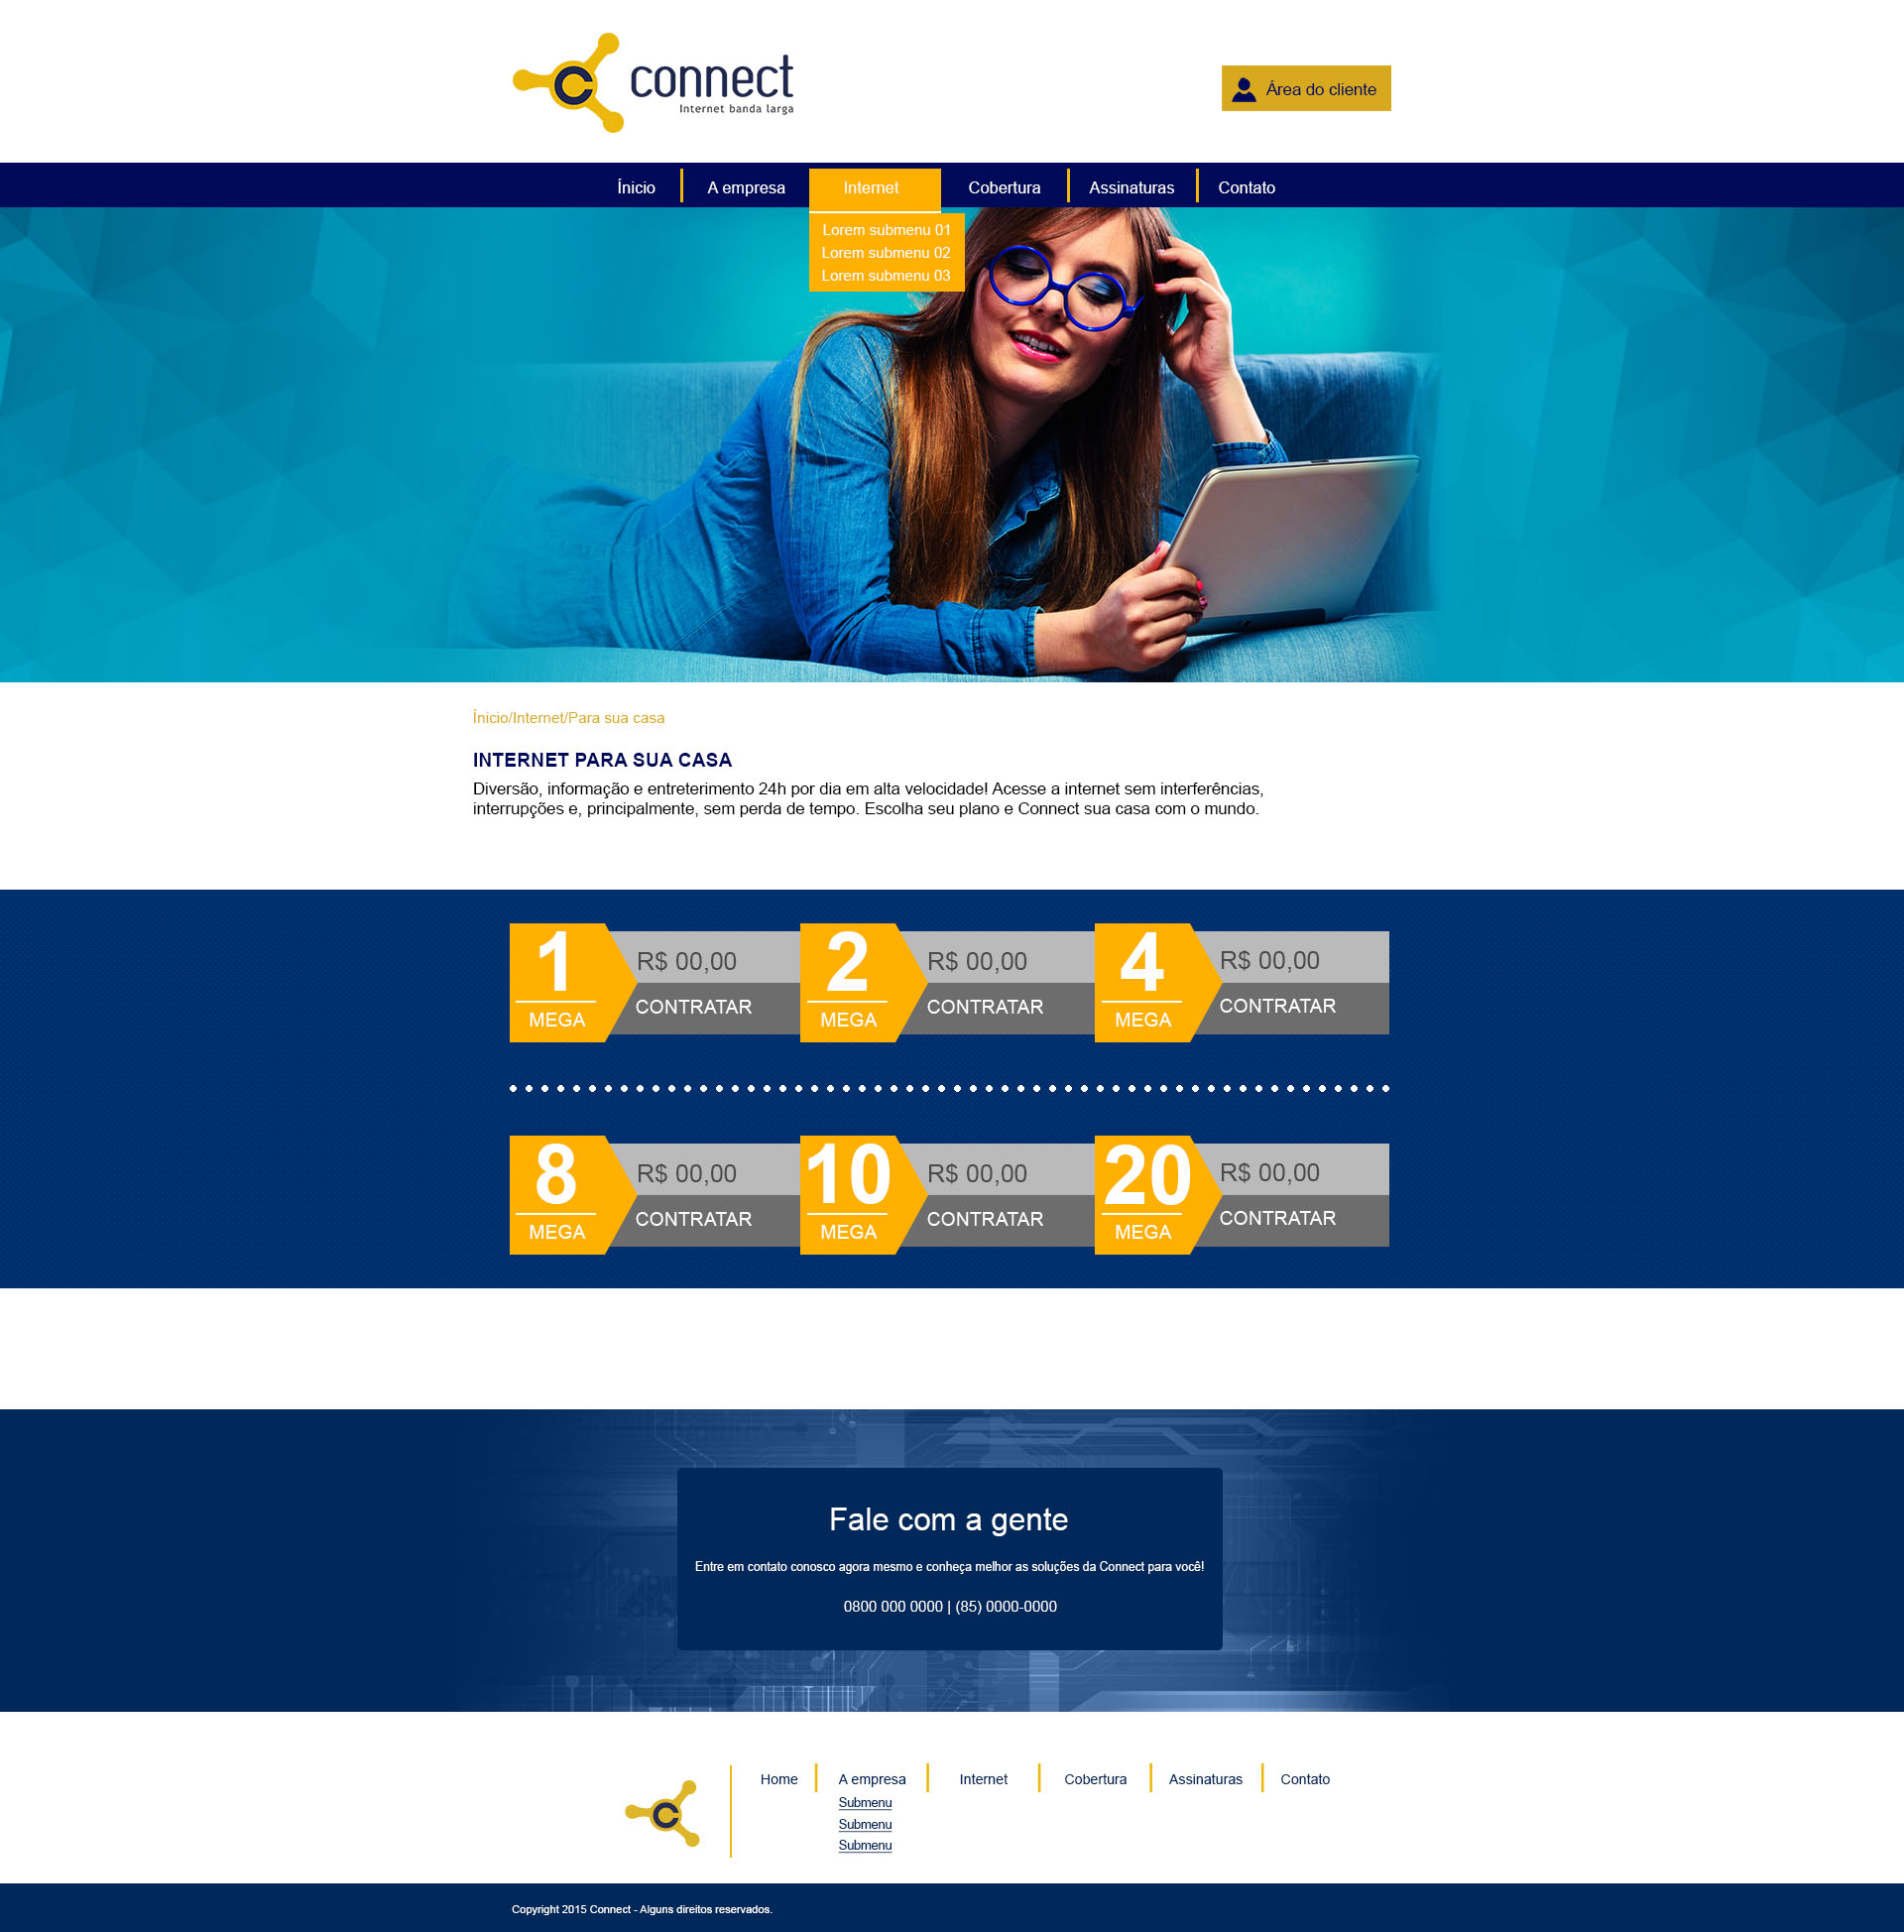 connect
Internet banda larga
Área do cliente
Ínicio A empresa Internet Cobertura Assinaturas Contato
Lorem submenu 01
Lorem submenu 02
Lorem submenu 03
Ínicio/Internet/Para sua casa
INTERNET PARA SUA CASA
Diversão, informação e entreterimento 24h por dia em alta velocidade! Acesse a internet sem interferências,
interrupções e, principalmente, sem perda de tempo. Escolha seu plano e Connect sua casa com o mundo.
1 MEGA R$ 00,00 CONTRATAR
2 MEGA R$ 00,00 CONTRATAR
4 MEGA R$ 00,00 CONTRATAR
8 MEGA R$ 00,00 CONTRATAR
10 MEGA R$ 00,00 CONTRATAR
20 MEGA R$ 00,00 CONTRATAR
Fale com a gente
Entre em contato conosco agora mesmo e conheça melhor as soluções da Connect para você!
0800 000 0000 | (85) 0000-0000
Home A empresa Internet Cobertura Assinaturas Contato
Submenu
Submenu
Submenu
Copyright 2015 Connect - Alguns direitos reservados.